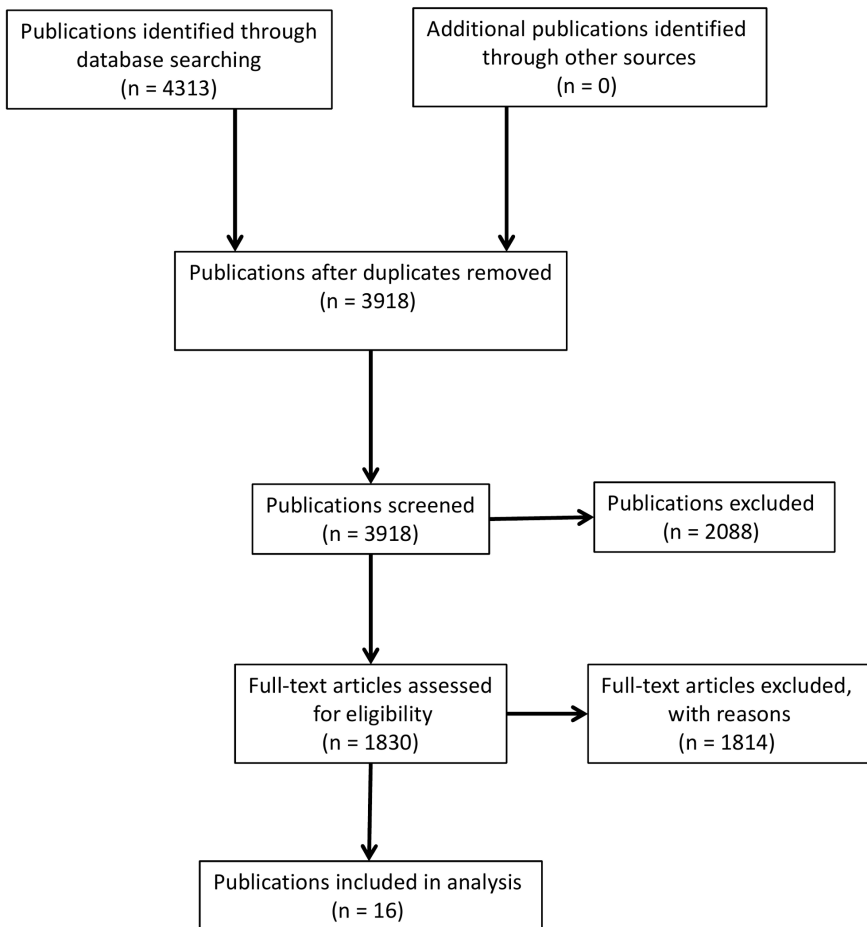 Publications identified through
database searching
(n = 4313)
Additional publications identified
through other sources
(n = 0)
Publications after duplicates removed
(n = 3918)
Publications screened
(n = 3918)
Publications excluded
(n = 2088)
Full-text articles assessed
for eligibility
(n = 1830)
Full-text articles excluded,
with reasons
(n = 1814)
Publications included in analysis
(n = 16)